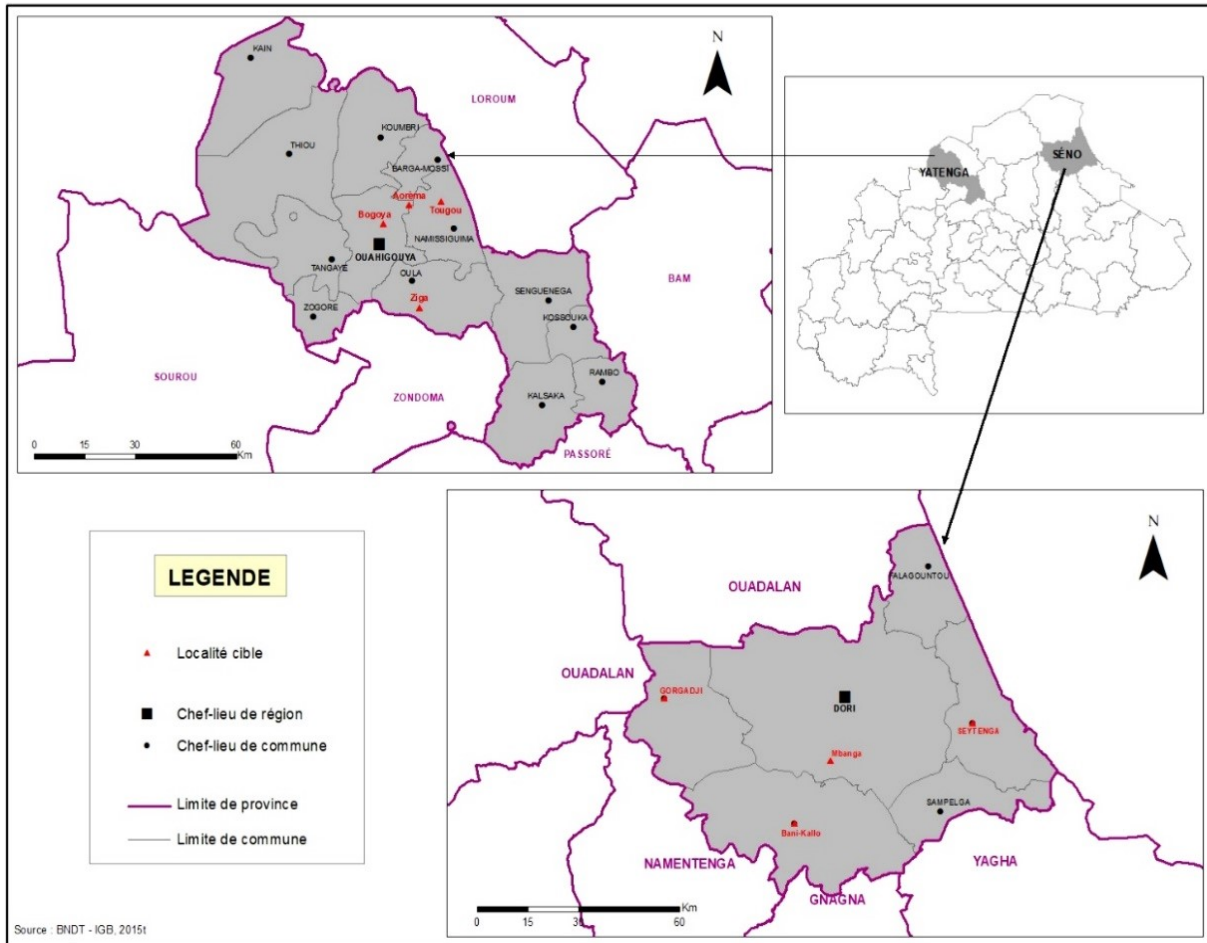 N
KAIN
LOROUM
KOUMBRI
THIOU
BARGA-MOSSI
Aorèma
Tougou
Bogoya
NAMISSIGUIMA
OUAHIGOUYA
TANGAYE
OULA
BAM
SENGUENEGA
Ziga
ZOGORE
KOSSOUKA
SOUROU
RAMBO
ZONDOMA
KALSAKA
PASSORÉ
0 15 30 60
Km
SÉNO
YATENGA
LEGENDE
Localité cible
Chef-lieu de région
Chef-lieu de commune
Limite de province
Limite de commune
N
FALAGOUNTOU
OUADALAN
OUADALAN
GORGADJI
DORI
SEYTENGA
Mbanga
SAMPELGA
Bani-Kallo
NAMENTENGA
YAGHA
GNAGNA
Km
0 15 30 60
Source : BNDT - IGB, 2015t